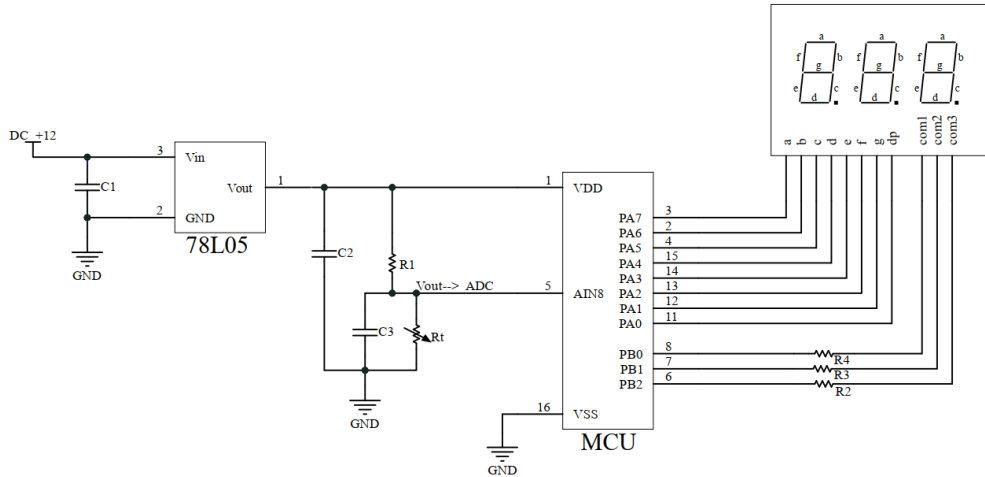 a a a
f b f b f b
g g g
e c e c e c
d d d
a b c d e f g dp com1 com2 com3
DC +12
3 Vin
C1
Vout 1
2 GND
78L05
GND
1 VDD
C2
R1
Vout--> ADC 5 AIN8
C3
Rt
GND
16 VSS
GND
MCU
PA7 3
PA6 2
PA5 4
PA4 15
PA3 14
PA2 13
PA1 12
PA0 11
PB0 8 R4
PB1 7 R3
PB2 6 R2